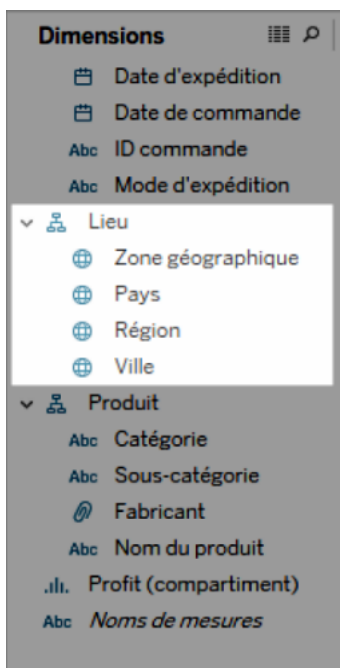 Dimensions
Date d'expédition
Date de commande
Abc ID commande
Abc Mode d'expédition
Lieu
Zone géographique
Pays
Région
Ville
Produit
Abc Catégorie
Abc Sous-catégorie
Fabricant
Abc Nom du produit
Profit (compartiment)
Abc Noms de mesures